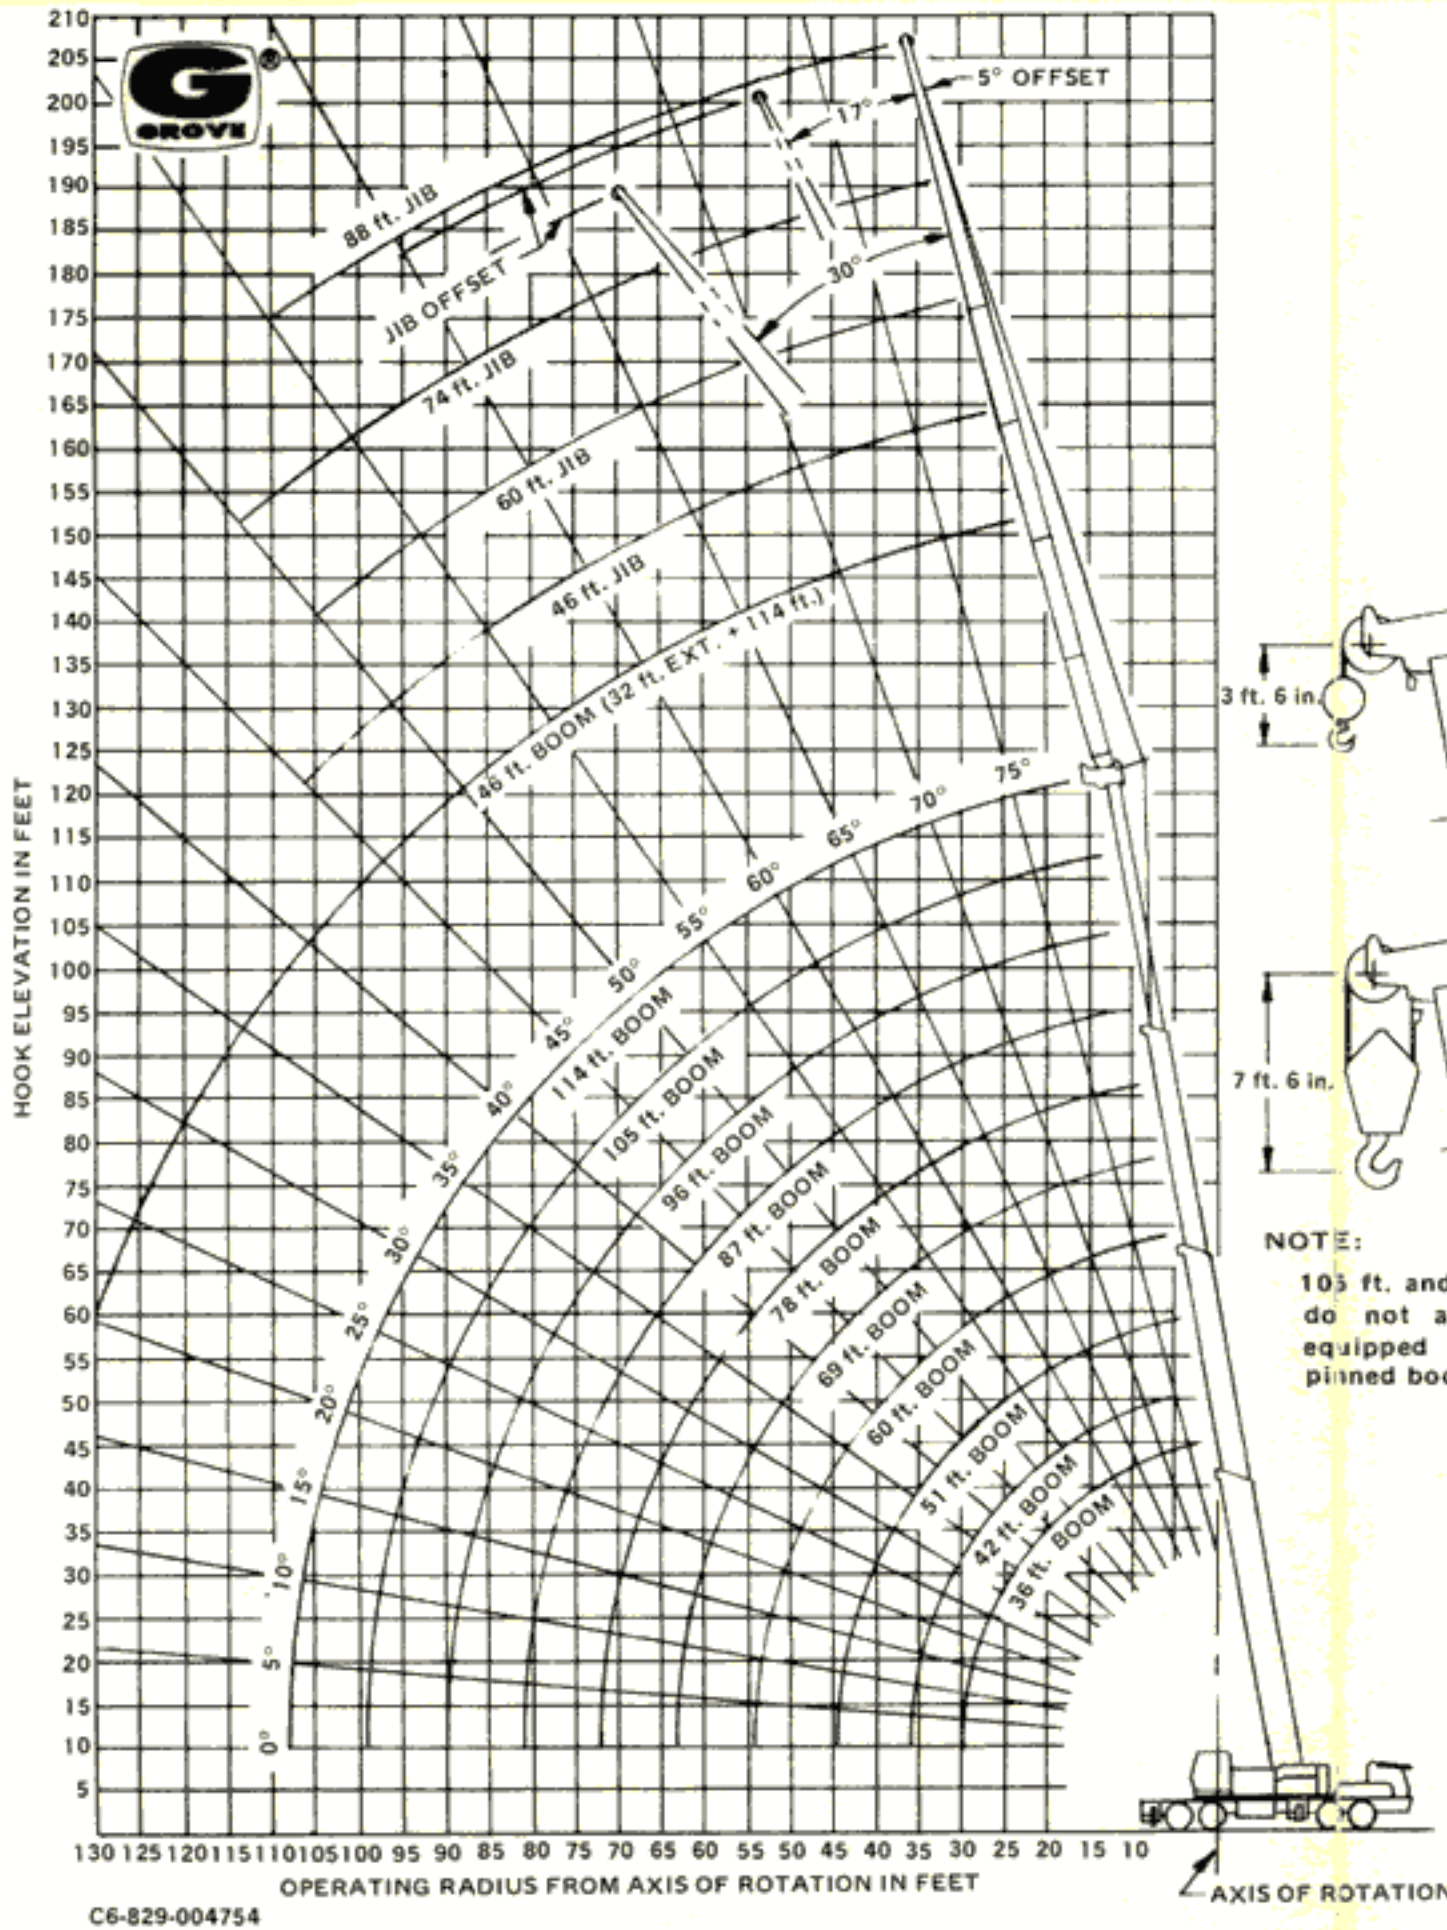 210
205
200
195
190
185
180
175
170
165
160
155
150
145
140
135
130
125
120
115
110
105
100
95
90
85
80
75
70
65
60
55
50
45
40
35
30
25
20
15
10
5
HOOK ELEVATION IN FEET
G ®
GROVE
5° OFFSET
17°
30°
88 ft. JIB
JIB OFFSET
74 ft. JIB
60 ft. JIB
46 ft. JIB
46 ft. BOOM (32 ft. EXT. + 114 ft.)
75°
70°
65°
60°
55°
50°
45°
40°
35°
30°
25°
20°
15°
10°
5°
0°
114 ft. BOOM
105 ft. BOOM
96 ft. BOOM
87 ft. BOOM
78 ft. BOOM
69 ft. BOOM
60 ft. BOOM
51 ft. BOOM
42 ft. BOOM
36 ft. BOOM
3 ft. 6 in.
7 ft. 6 in.
NOTE:
105 ft. and
do not a
equipped
pinned boo
130 125 120 115 110 105 100 95 90 85 80 75 70 65 60 55 50 45 40 35 30 25 20 15 10
OPERATING RADIUS FROM AXIS OF ROTATION IN FEET
AXIS OF ROTATION
C6-829-004754